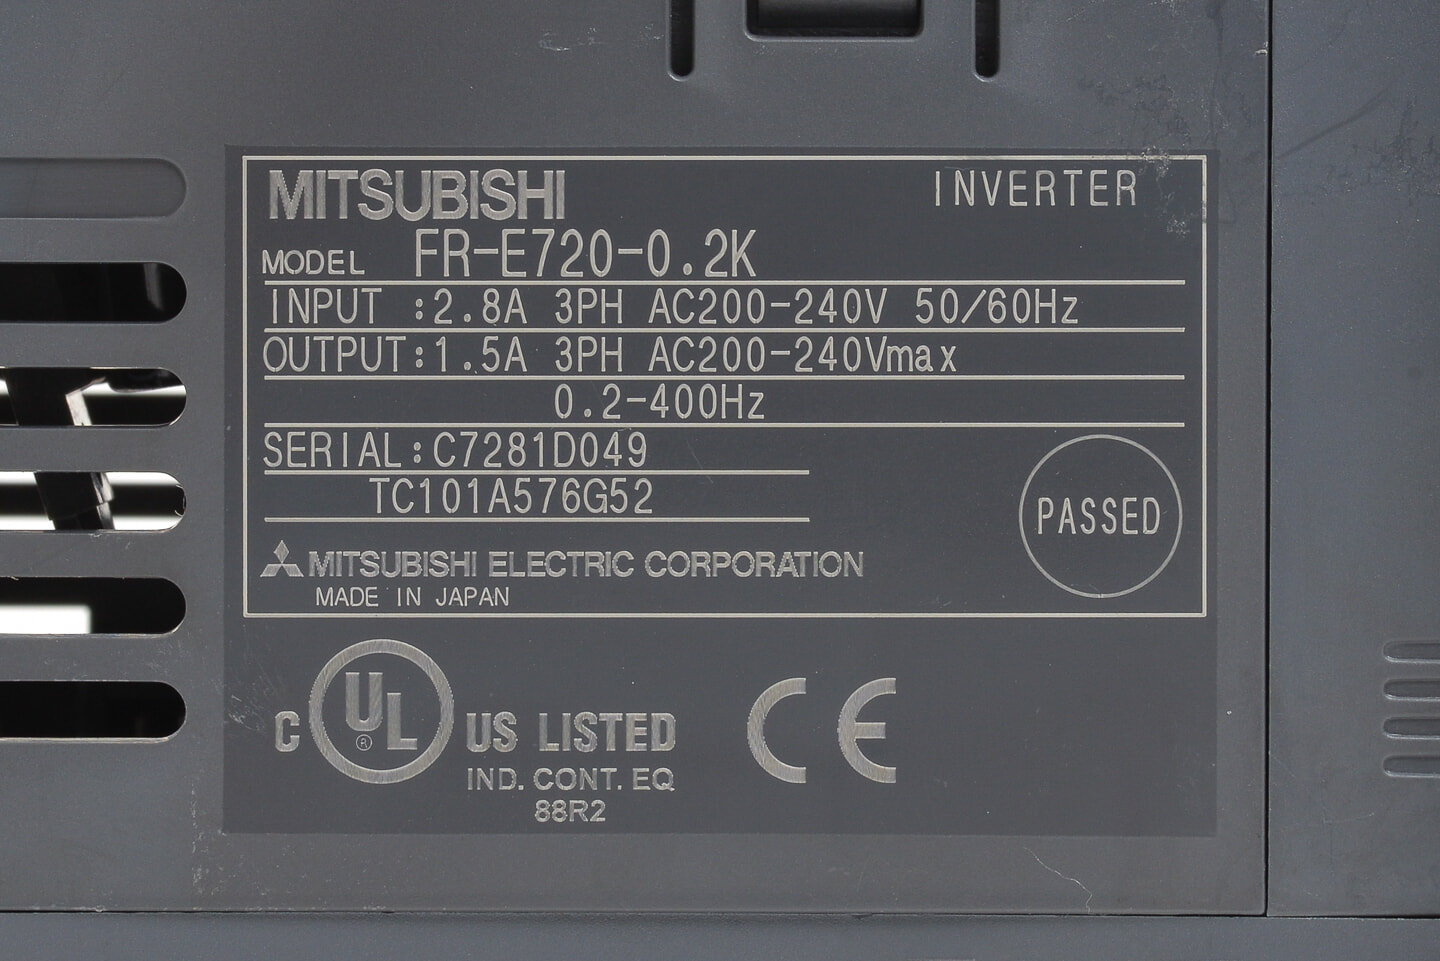 MITSUBISHI INVERTER
MODEL FR-E720-0.2K
INPUT :2.8A 3PH AC200-240V 50/60Hz
OUTPUT:1.5A 3PH AC200-240Vmax
0.2-400Hz
SERIAL:C7281D049
TC101A576G52
PASSED
MITSUBISHI ELECTRIC CORPORATION
MADE IN JAPAN
C UL ® US LISTED
IND. CONT. EQ
88R2
CE